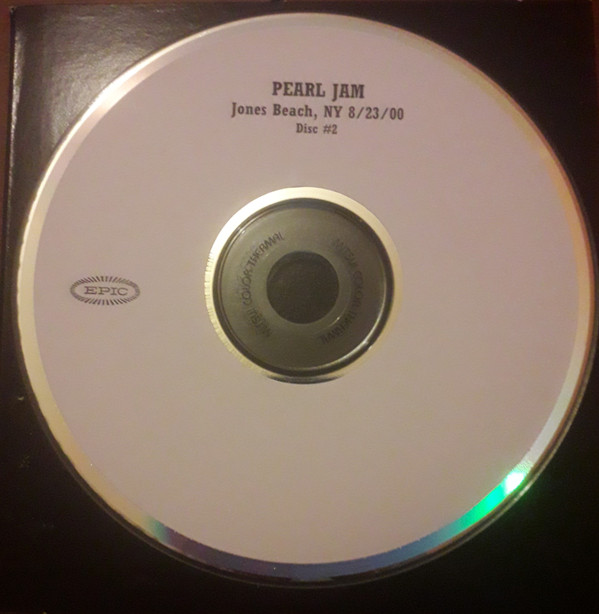 PEARL JAM
Jones Beach, NY 8/23/00
Disc #2
EPIC